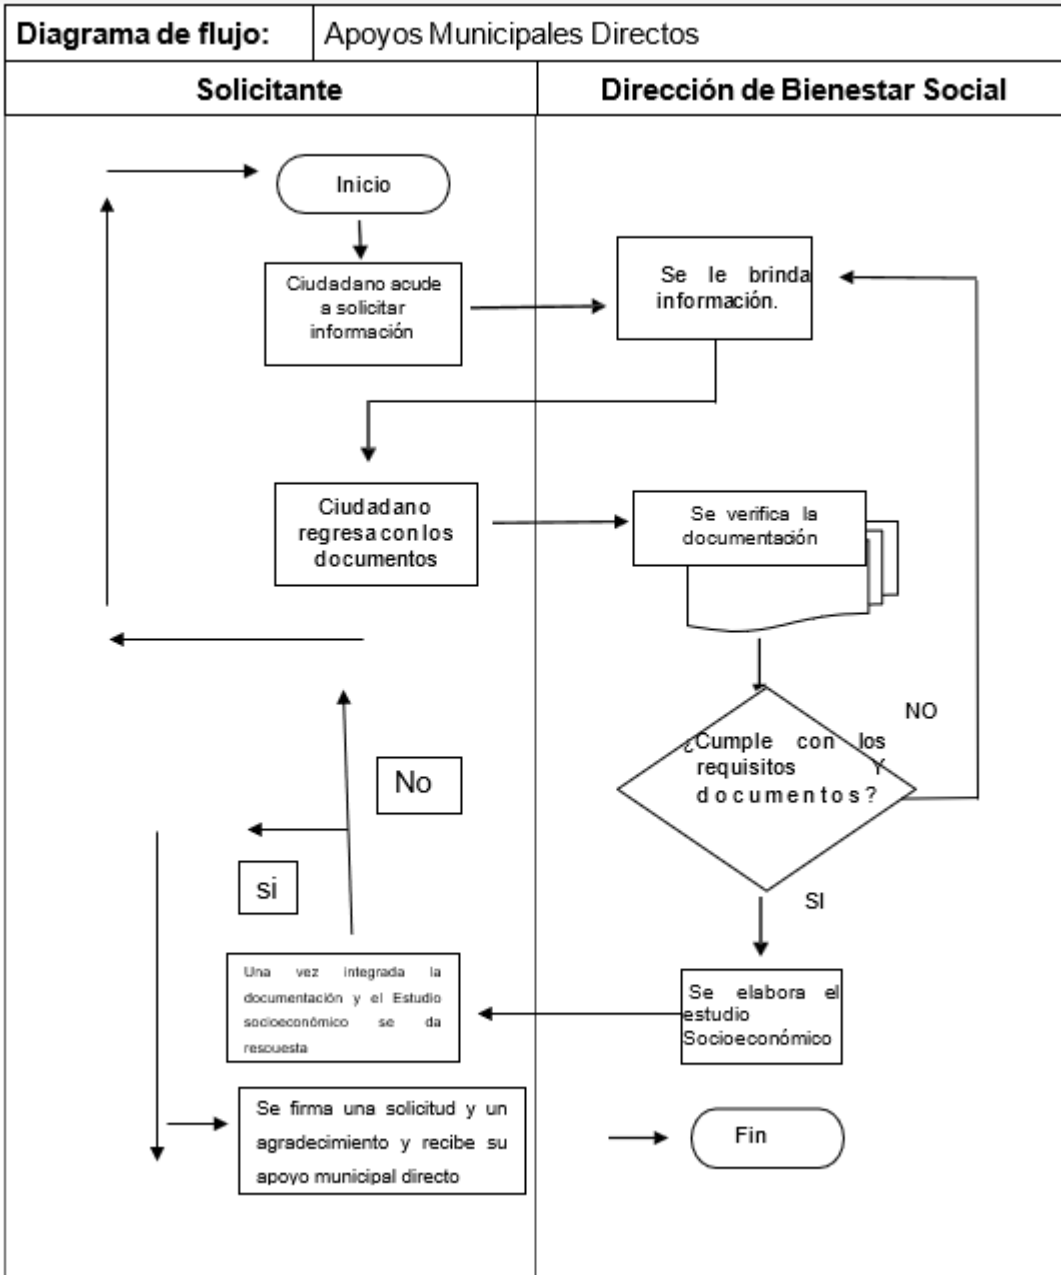 Diagrama de flujo:
Apoyos Municipales Directos
Solicitante
Dirección de Bienestar Social
Inicio
Ciudadano acude
a solicitar
información
Se le brinda
información.
Ciudadano
regresa con los
documentos
Se verifica la
documentación
¿Cumple con los
requisitos Y
documentos?
NO
No
si
SI
Una vez integrada la
documentación y el Estudio
socioeconómico se da
respuesta
Se elabora el
estudio
Socioeconómico
Se firma una solicitud y un
agradecimiento y recibe su
apoyo municipal directo
Fin